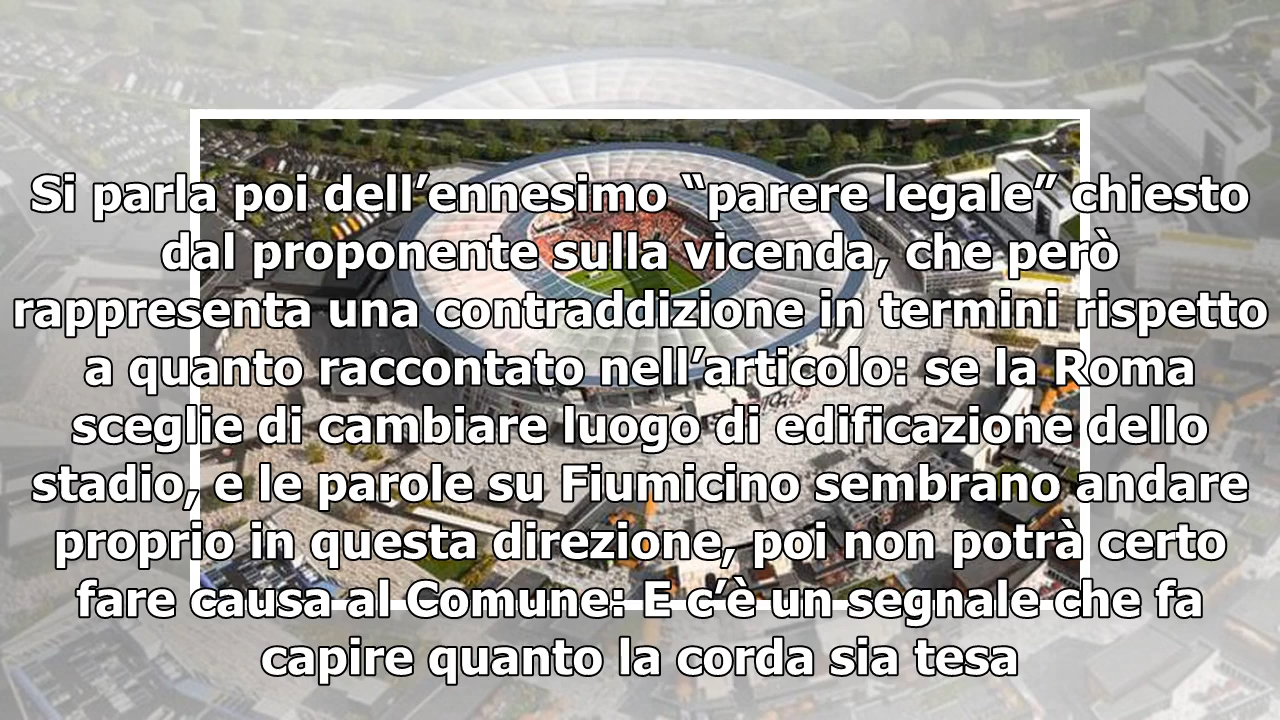 Si parla poi dell’ennesimo “parere legale” chiesto
dal proponente sulla vicenda, che però
rappresenta una contraddizione in termini rispetto
a quanto raccontato nell’articolo: se la Roma
sceglie di cambiare luogo di edificazione dello
stadio, e le parole su Fiumicino sembrano andare
proprio in questa direzione, poi non potrà certo
fare causa al Comune: E c’è un segnale che fa
capire quanto la corda sia tesa